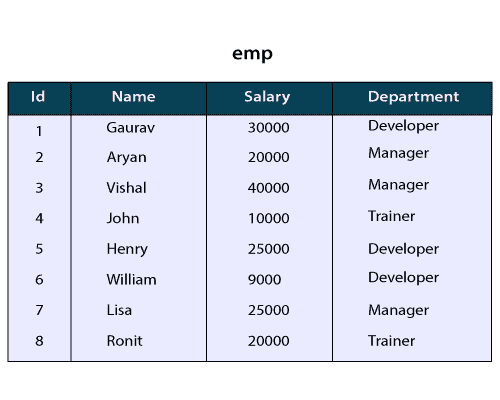 emp
Id Name Salary Department
1 Gaurav 30000 Developer
2 Aryan 20000 Manager
3 Vishal 40000 Manager
4 John 10000 Trainer
5 Henry 25000 Developer
6 William 9000 Developer
7 Lisa 25000 Manager
8 Ronit 20000 Trainer